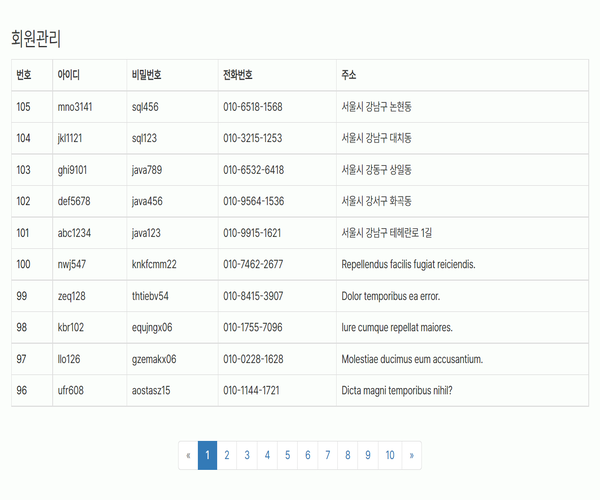 회원관리
번호 아이디 비밀번호 전화번호 주소
105 mno3141 sql456 010-6518-1568 서울시 강남구 논현동
104 jkl1121 sql123 010-3215-1253 서울시 강남구 대치동
103 ghi9101 java789 010-6532-6418 서울시 강동구 상일동
102 def5678 java456 010-9564-1536 서울시 강서구 화곡동
101 abc1234 java123 010-9915-1621 서울시 강남구 테헤란로 1길
100 nwj547 knkfcmm22 010-7462-2677 Repellendus facilis fugiat reiciendis.
99 zeq128 thtiebv54 010-8415-3907 Dolor temporibus ea error.
98 kbr102 equjngx06 010-1755-7096 Iure cumque repellat maiores.
97 llo126 gzemakx06 010-0228-1628 Molestiae ducimus eum accusantium.
96 ufr608 aostasz15 010-1144-1721 Dicta magni temporibus nihil?
« 1 2 3 4 5 6 7 8 9 10 »